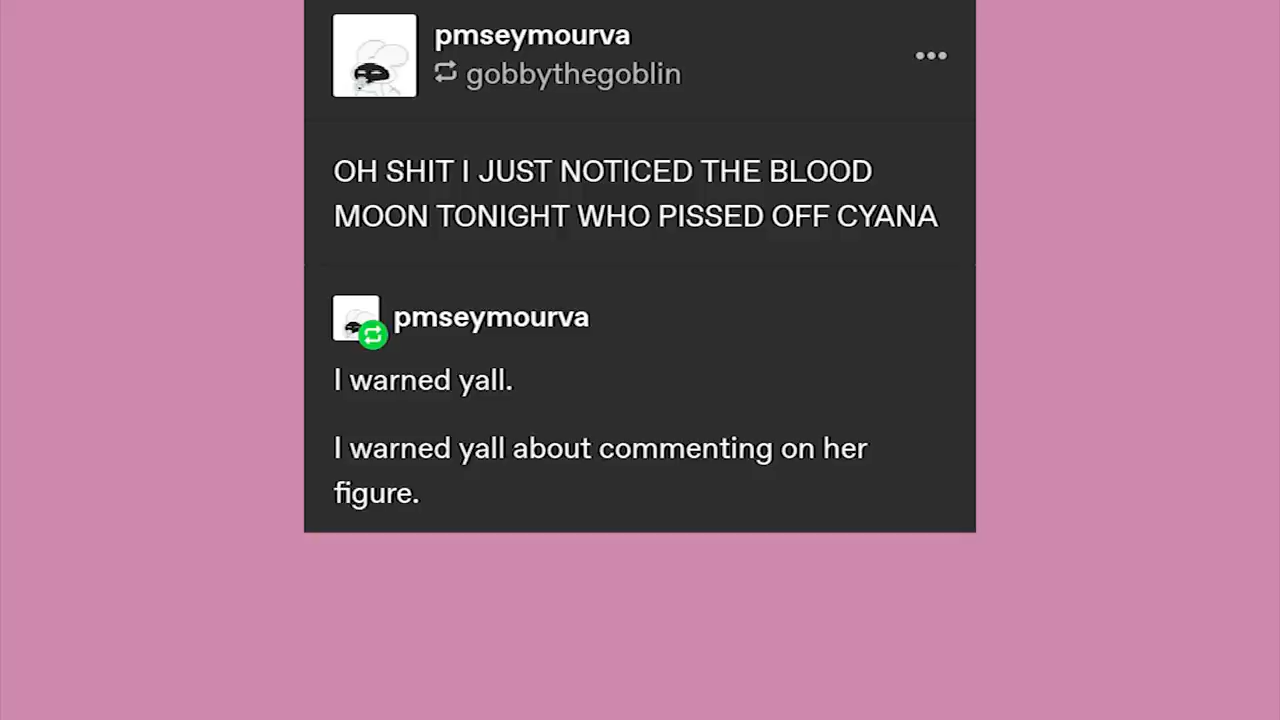 pmseymourva
gobbythegoblin
OH SHIT I JUST NOTICED THE BLOOD
MOON TONIGHT WHO PISSED OFF CYANA
pmseymourva
I warned yall.
I warned yall about commenting on her
figure.